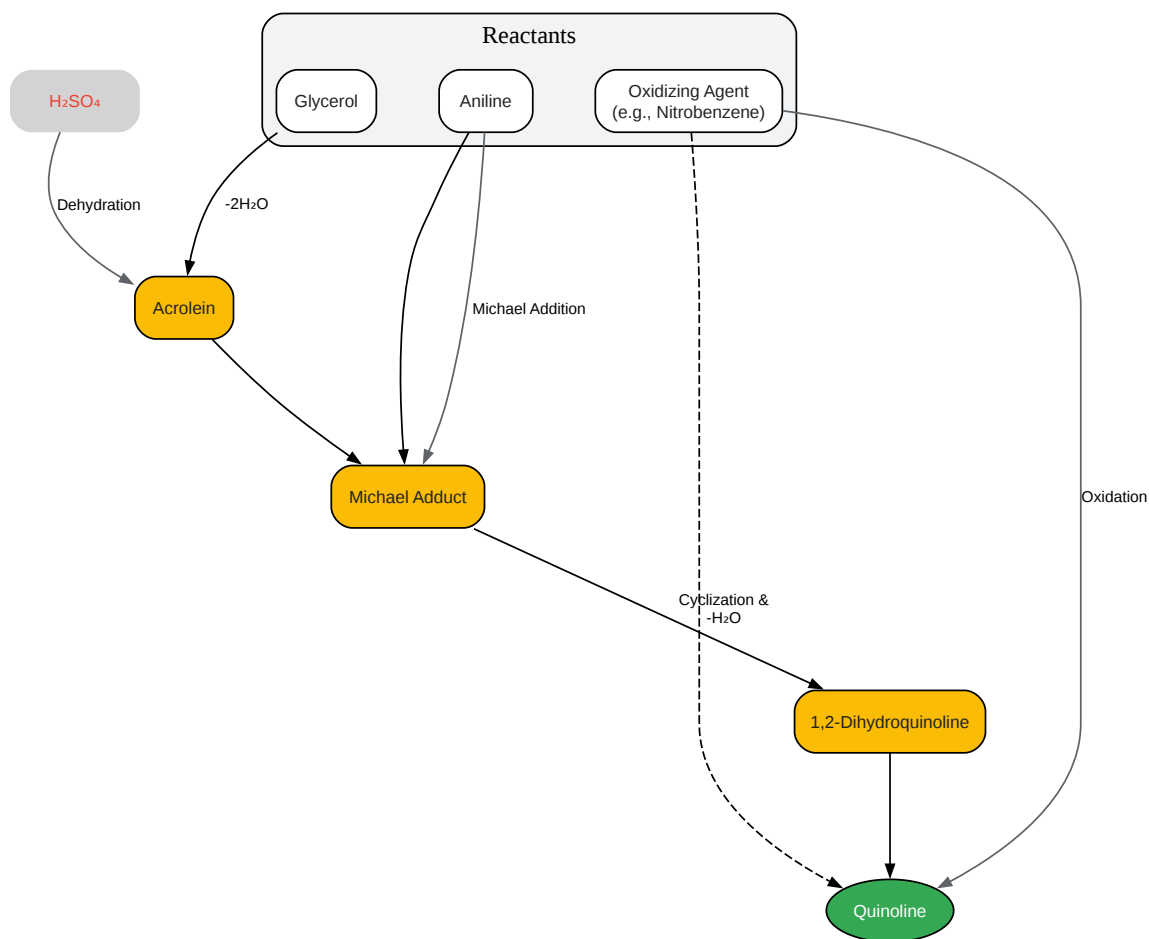 Reactants
H₂SO₄
Glycerol
Aniline
Oxidizing Agent
(e.g., Nitrobenzene)
Dehydration
-2H₂O
Acrolein
Michael Addition
Michael Adduct
Oxidation
Cyclization &
-H₂O
1,2-Dihydroquinoline
Quinoline